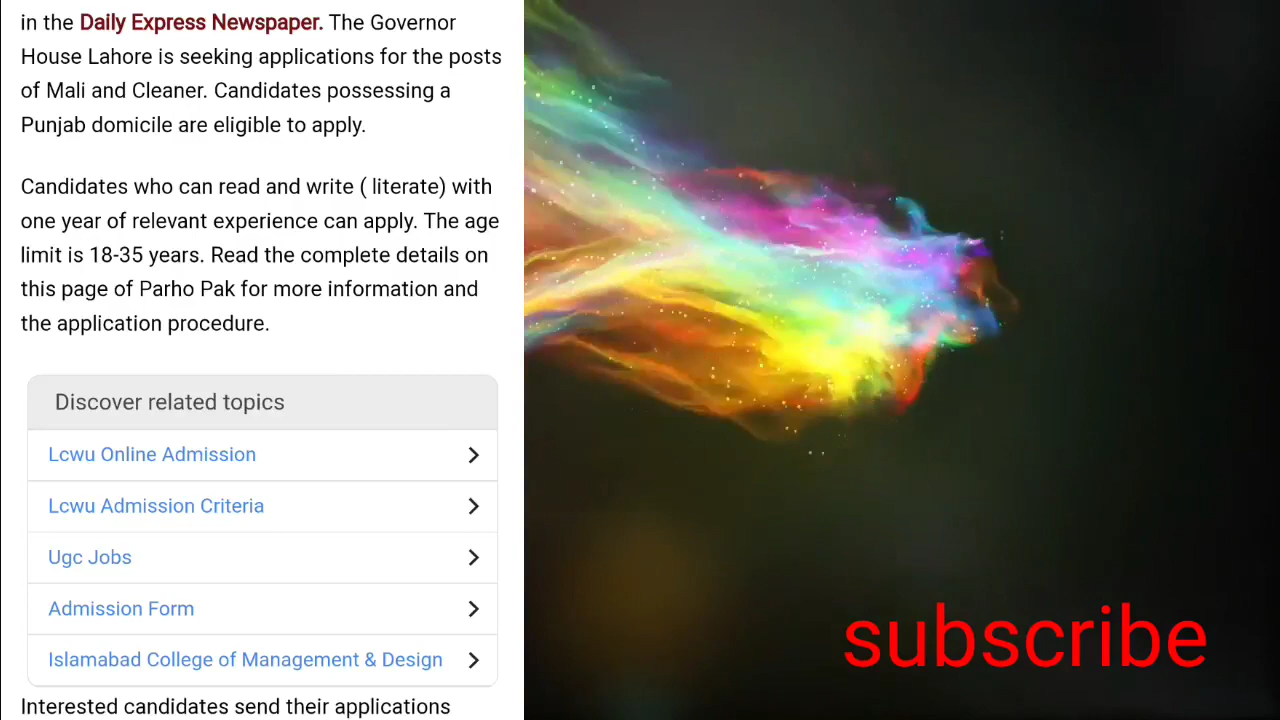 in the Daily Express Newspaper. The Governor
House Lahore is seeking applications for the posts
of Mali and Cleaner. Candidates possessing a
Punjab domicile are eligible to apply.
Candidates who can read and write ( literate) with
one year of relevant experience can apply. The age
limit is 18-35 years. Read the complete details on
this page of Parho Pak for more information and
the application procedure.
Discover related topics
Lcwu Online Admission
Lcwu Admission Criteria
Ugc Jobs
Admission Form
Islamabad College of Management & Design
Interested candidates send their applications
subscribe